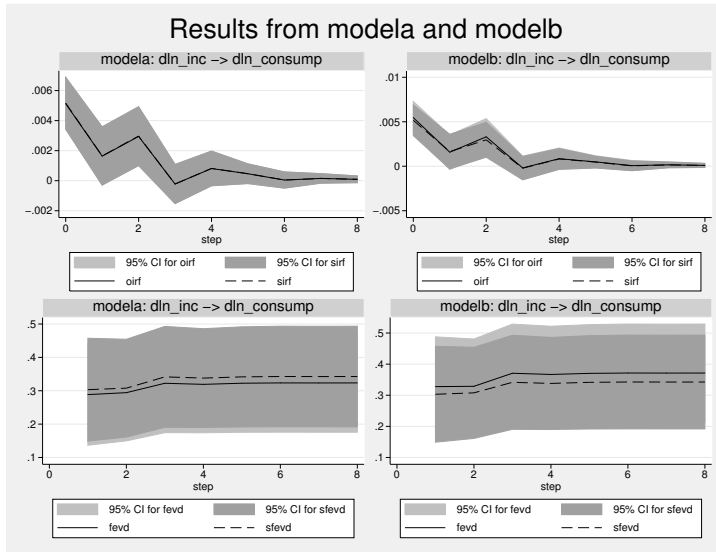 Results from modela and modelb
modela: dln_inc −> dln_consump
.006
.004
.002
0
−.002
0 2 4 6 8
step
95% CI for oirf 95% CI for sirf
oirf sirf
modelb: dln_inc −> dln_consump
.01
.005
0
−.005
0 2 4 6 8
step
95% CI for oirf 95% CI for sirf
oirf sirf
modela: dln_inc −> dln_consump
.5
.4
.3
.2
.1
0 2 4 6 8
step
95% CI for fevd 95% CI for sfevd
fevd sfevd
modelb: dln_inc −> dln_consump
.5
.4
.3
.2
.1
0 2 4 6 8
step
95% CI for fevd 95% CI for sfevd
fevd sfevd